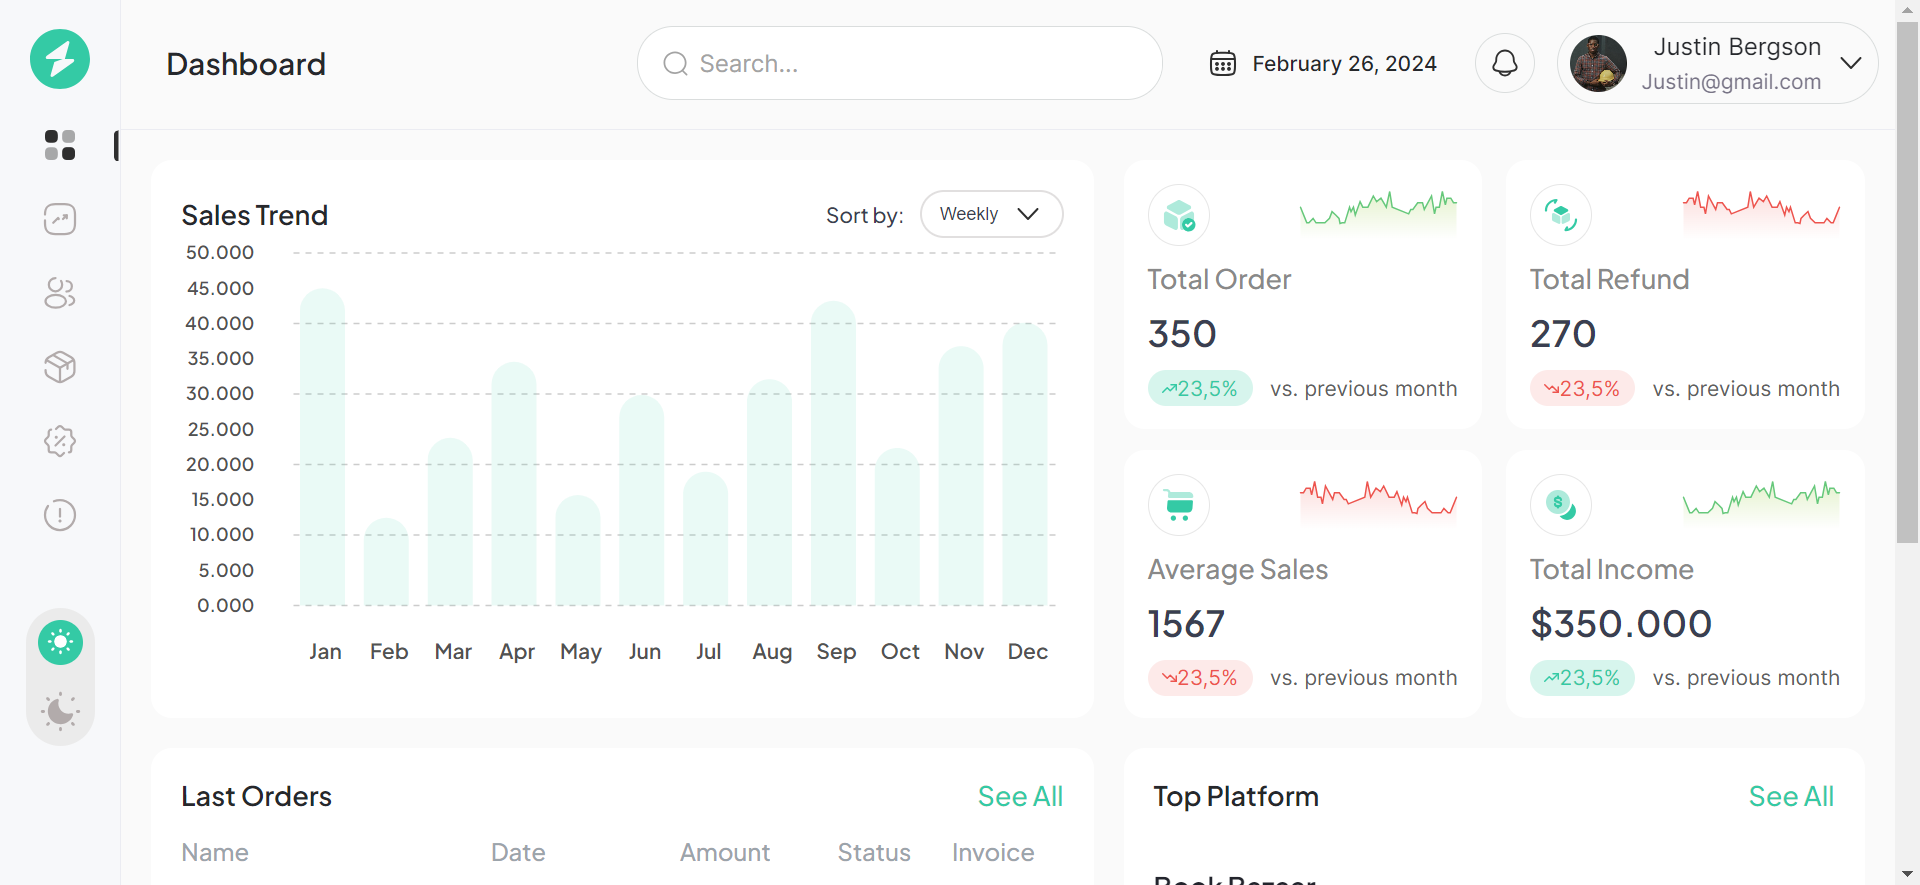 Dashboard
Search...
February 26, 2024
Justin Bergson
Justin@gmail.com
Sales Trend
Sort by:
Weekly
50.000
45.000
40.000
35.000
30.000
25.000
20.000
15.000
10.000
5.000
0.000
Jan Feb Mar Apr May Jun Jul Aug Sep Oct Nov Dec
Total Order
350
23,5% vs. previous month
Total Refund
270
23,5% vs. previous month
Average Sales
1567
23,5% vs. previous month
Total Income
$350.000
23,5% vs. previous month
Last Orders
See All
Name Date Amount Status Invoice
Top Platform
See All
Book Bazaar